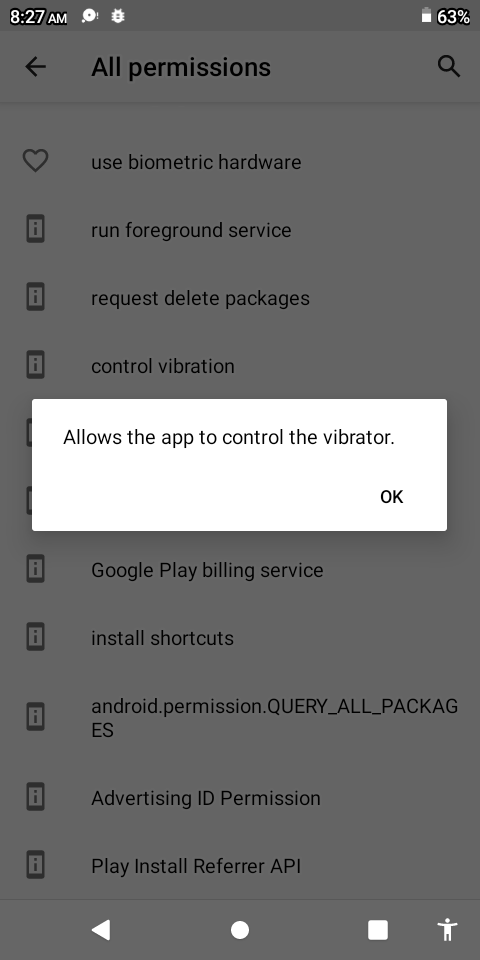 8:27 AM
63%
All permissions
use biometric hardware
run foreground service
request delete packages
control vibration
Allows the app to control the vibrator.
OK
Google Play billing service
install shortcuts
android.permission.QUERY_ALL_PACKAG
ES
Advertising ID Permission
Play Install Referrer API